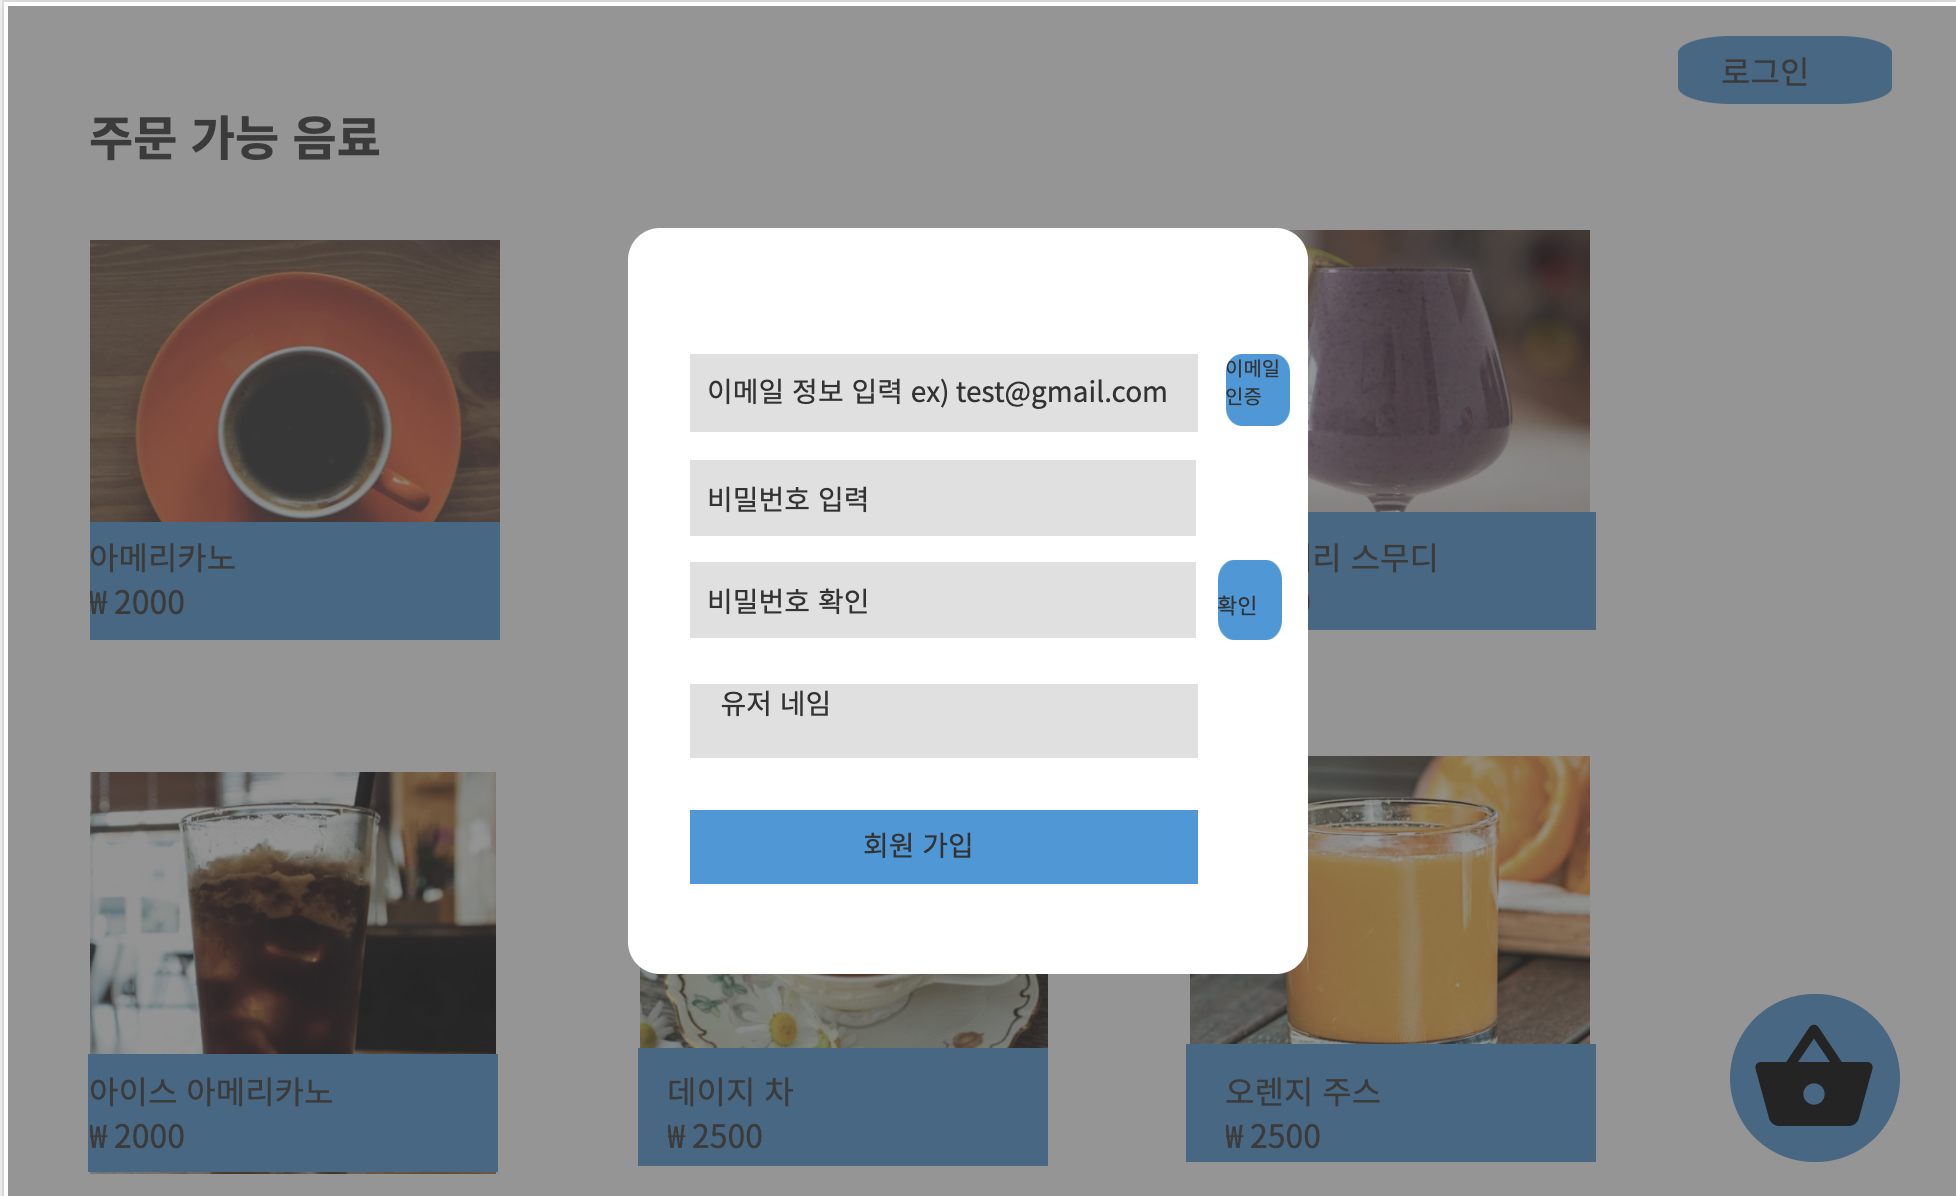 로그인
주문 가능 음료
이메일 정보 입력 ex) test@gmail.com
이메일
인증
비밀번호 입력
비밀번호 확인
확인
유저 네임
회원 가입
아메리카노
₩ 2000
리 스무디
아이스 아메리카노
₩ 2000
데이지 차
₩ 2500
오렌지 주스
₩ 2500